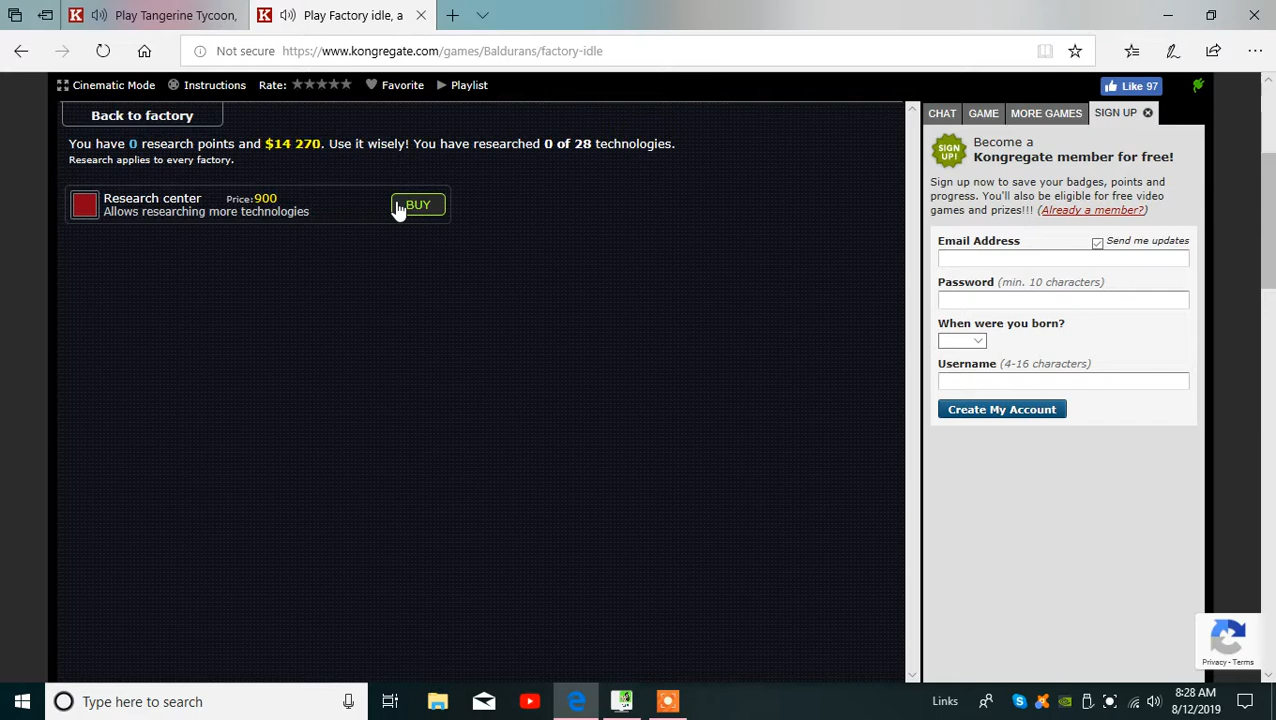 Play Tangerine Tycoon,
Play Factory idle, a
Not secure
https://www.kongregate.com/games/Baldurans/factory-idle
Cinematic Mode
Instructions
Rate:
Favorite
Playlist
Like 97
Back to factory
You have 0 research points and $14 270. Use it wisely! You have researched 0 of 28 technologies.
Research applies to every factory.
Research center Price:900
Allows researching more technologies
BUY
CHAT
GAME
MORE GAMES
SIGN UP
SIGN UP!
Become a
Kongregate member for free!
Sign up now to save your badges, points and
progress. You'll also be eligible for free video
games and prizes!!! (Already a member?)
Email Address
Send me updates
Password (min. 10 characters)
When were you born?
Username (4-16 characters)
Create My Account
Privacy - Terms
Type here to search
Links
8:28 AM
8/12/2019